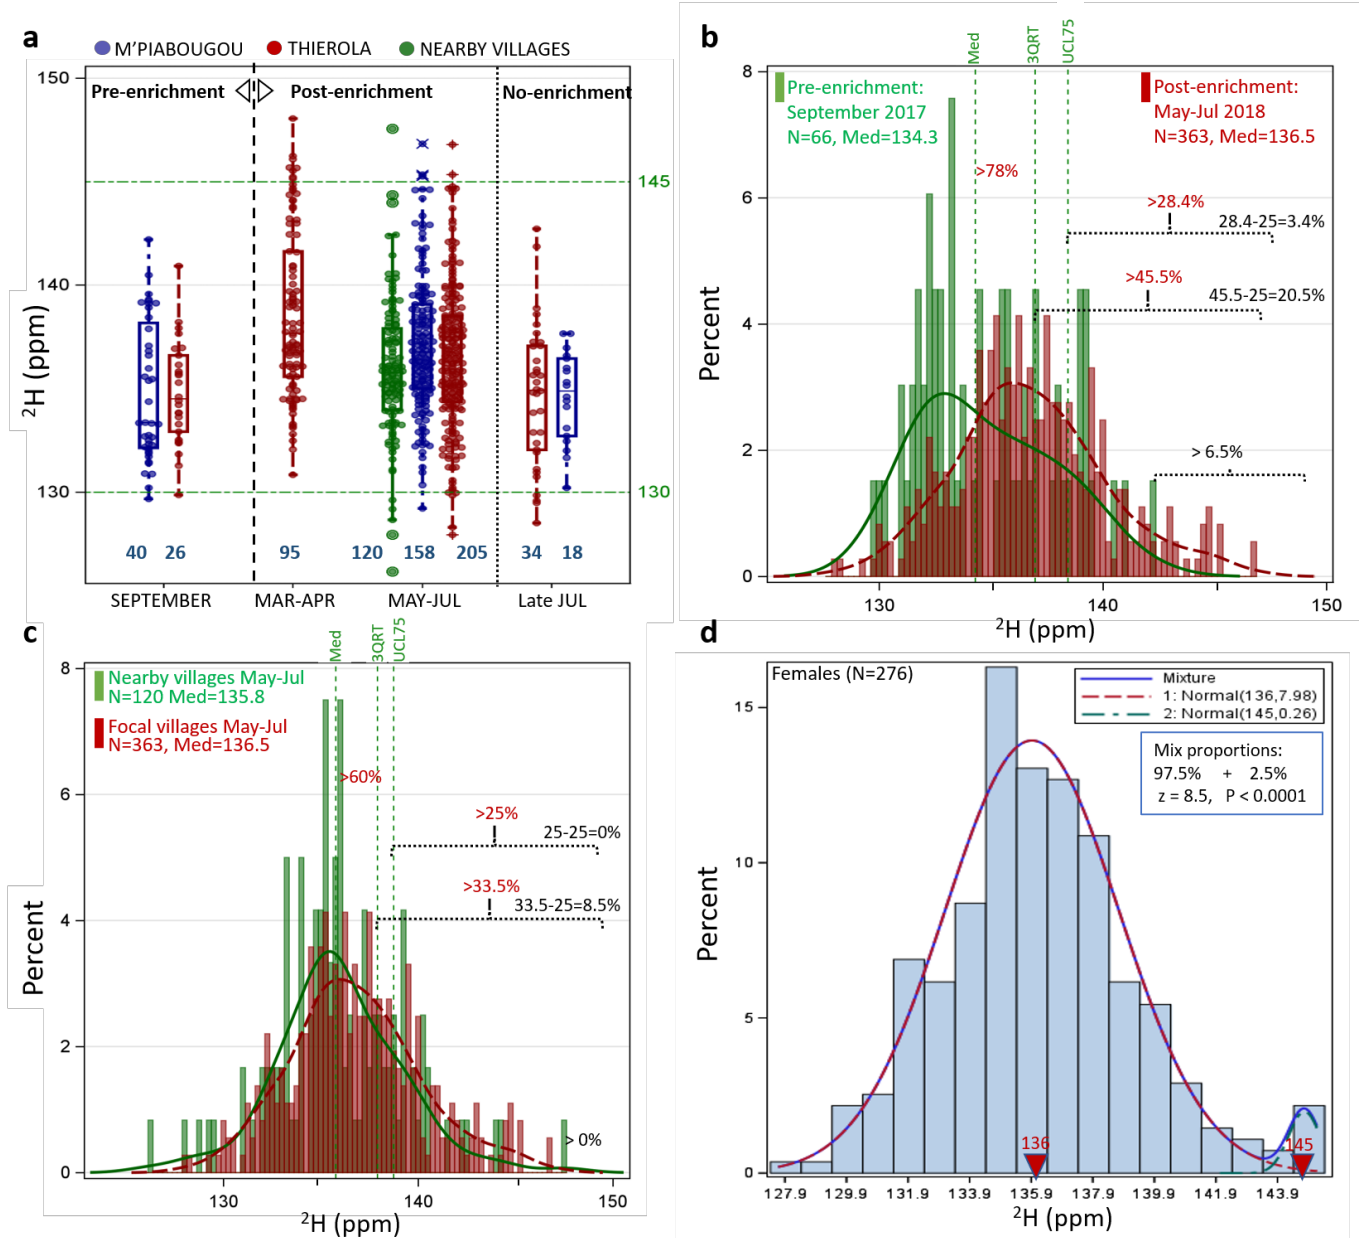 a
M'PIABOUGOU THIEROLA NEARBY VILLAGES
150
Pre-enrichment Post-enrichment No-enrichment
145
140
130
130
²H (ppm)
40 26 95 120 158 205 34 18
SEPTEMBER MAR-APR MAY-JUL Late JUL
b
Med 3QRT UCL75
8
Pre-enrichment:
September 2017
N=66, Med=134.3
Post-enrichment:
May-Jul 2018
N=363, Med=136.5
>78%
6
>28.4%
28.4-25=3.4%
>45.5%
45.5-25=20.5%
4
> 6.5%
2
0
Percent
130 140 150
²H (ppm)
c
Med 3QRT UCL75
8
Nearby villages May-Jul
N=120 Med=135.8
Focal villages May-Jul
N=363, Med=136.5
>60%
6
>25%
25-25=0%
>33.5%
33.5-25=8.5%
4
2
> 0%
0
Percent
130 140 150
²H (ppm)
d
Females (N=276)
Mixture
1: Normal(136,7.98)
2: Normal(145,0.26)
Mix proportions:
97.5% + 2.5%
z = 8.5, P < 0.0001
15
10
5
0
Percent
136
145
127.9 129.9 131.9 133.9 135.9 137.9 139.9 141.9 143.9
²H (ppm)